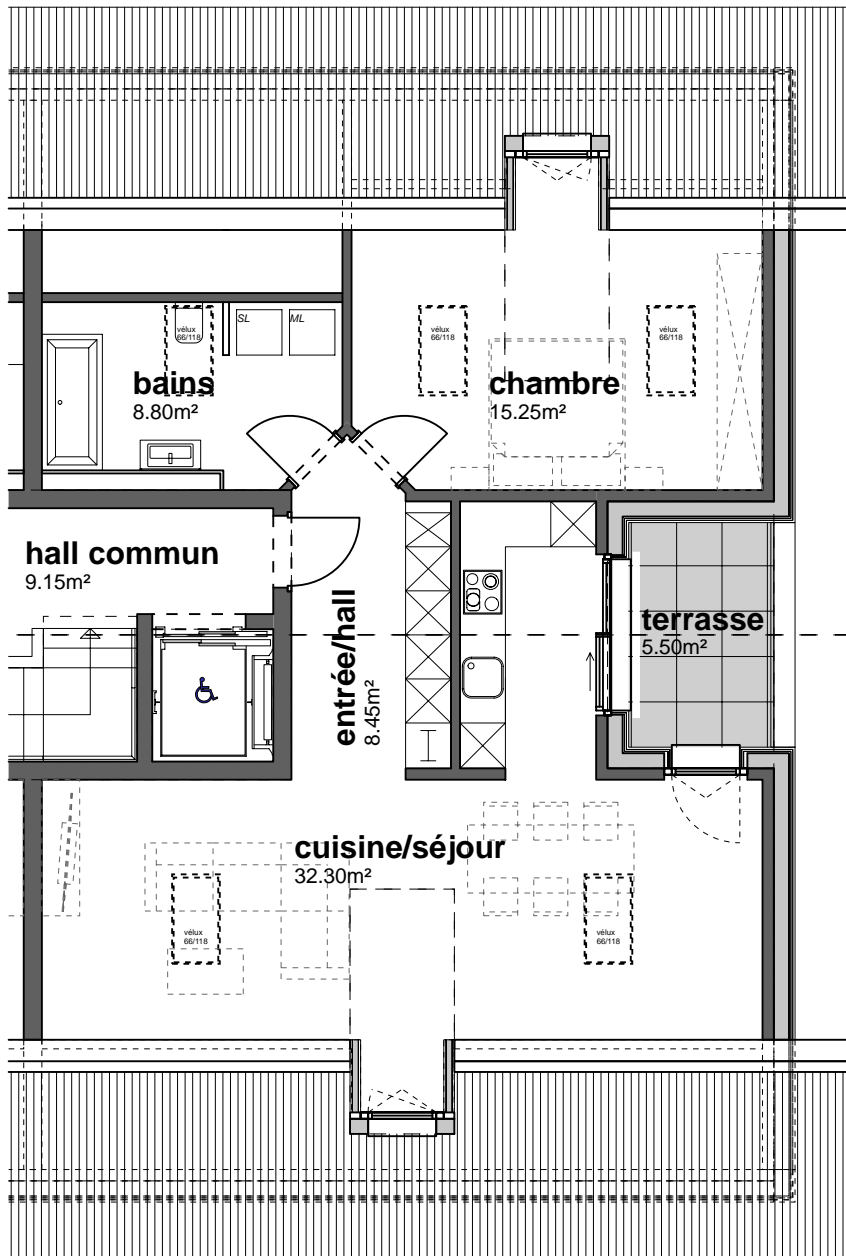 SL
ML
vélux
66/118
vélux
66/118
vélux
66/118
bains
8.80m²
chambre
15.25m²
hall commun
9.15m²
entrée/hall
8.45m²
terrasse
5.50m²
cuisine/séjour
32.30m²
vélux
66/118
vélux
66/118